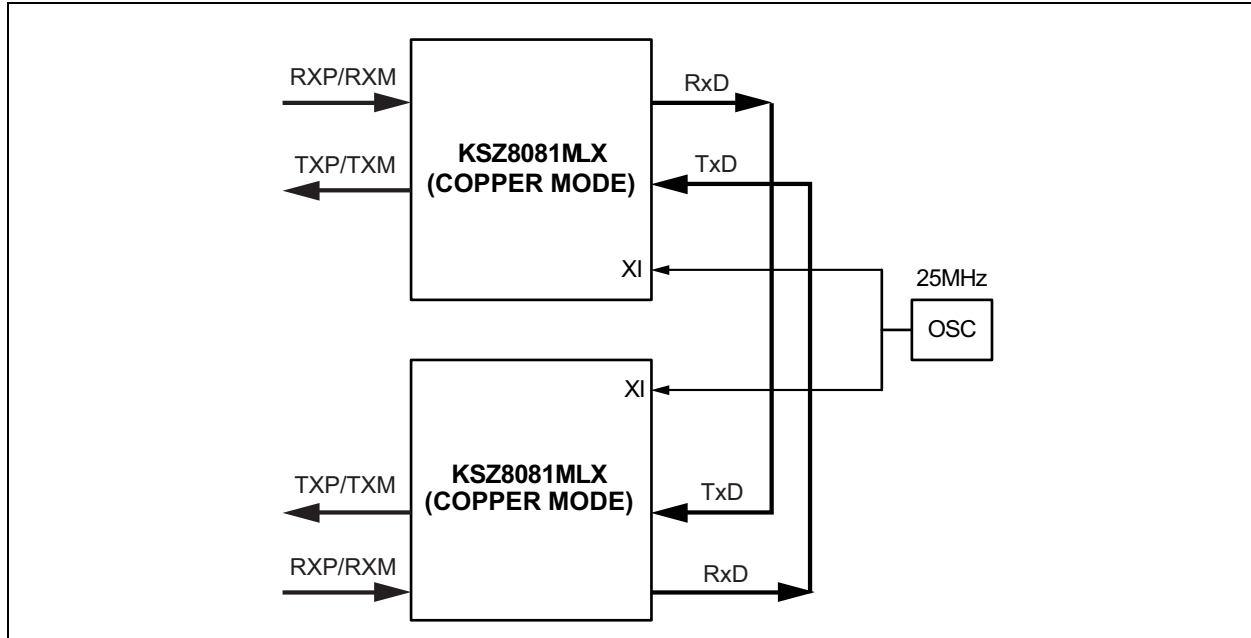 RXP/RXM
RxD
KSZ8081MLX
(COPPER MODE)
TXP/TXM
TxD
XI
25MHz
OSC
XI
KSZ8081MLX
(COPPER MODE)
TXP/TXM
TxD
RXP/RXM
RxD